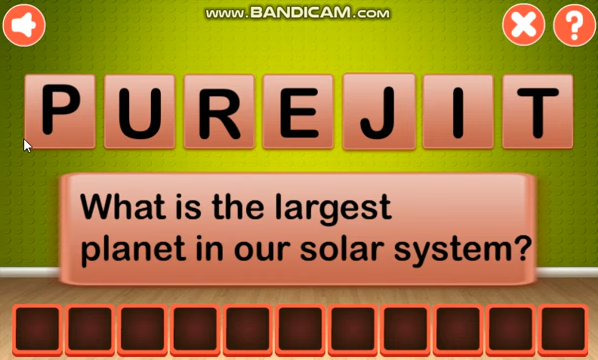 www.BANDICAM.com
PUREJIT
What is the largest
planet in our solar system?